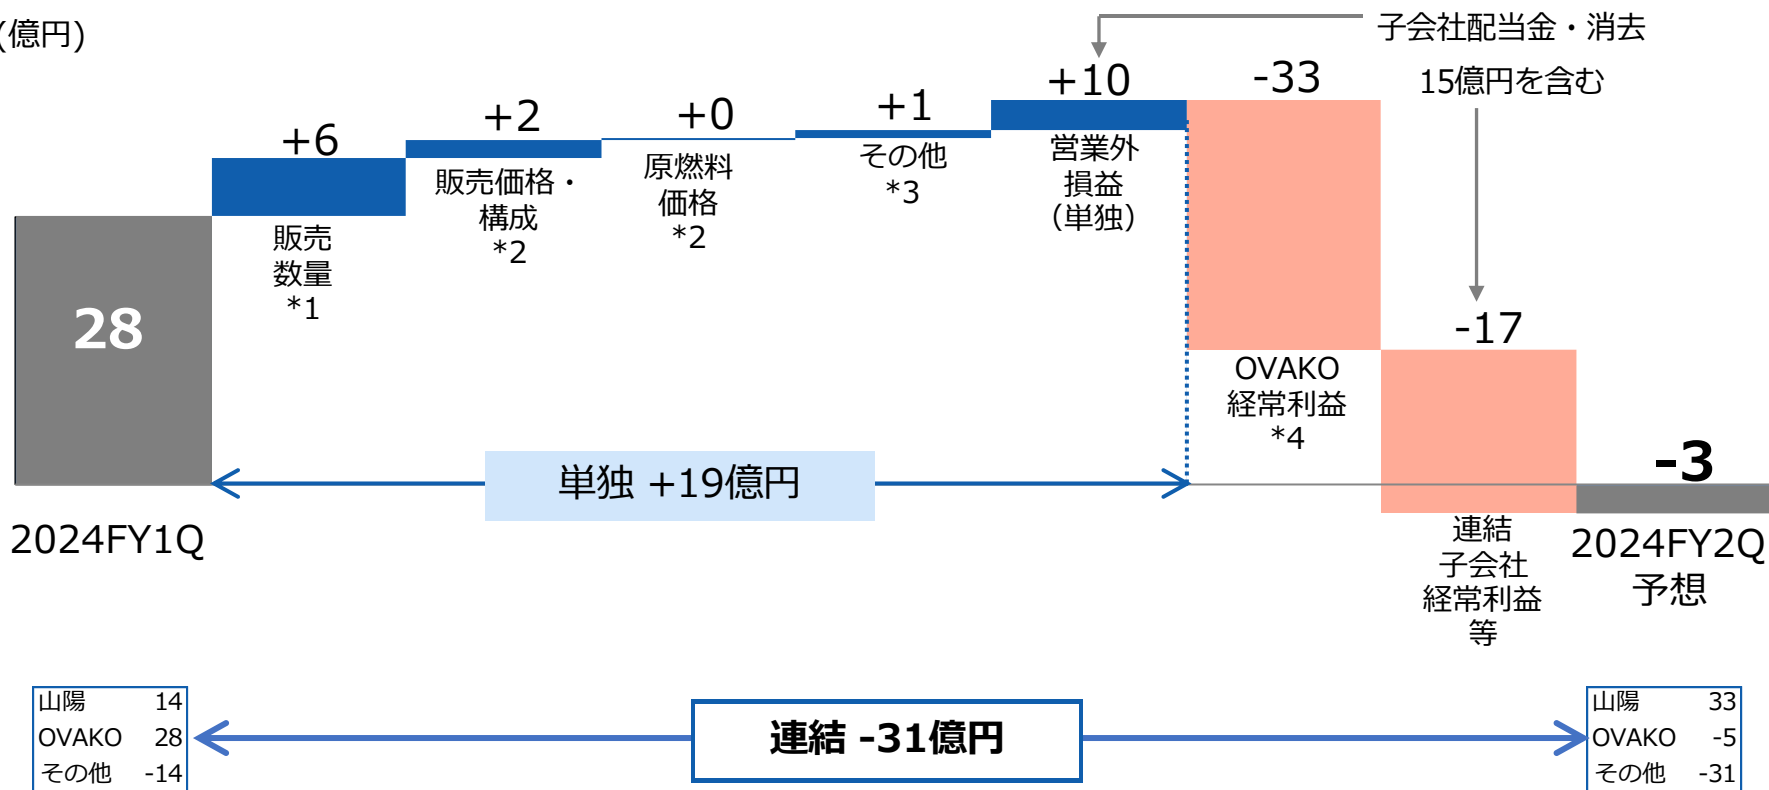 (億円)
子会社配当金・消去
15億円を含む
+6
+2
+0
+1
+10
-33
-17
-3
28
販売
数量
*1
販売価格・
構成
*2
原燃料
価格
*2
その他
*3
営業外
損益
（単独）
OVAKO
経常利益
*4
連結
子会社
経常利益
等
単独 +19億円
2024FY1Q
2024FY2Q
予想
山陽 14
OVAKO 28
その他 -14
連結 -31億円
山陽 33
OVAKO -5
その他 -31